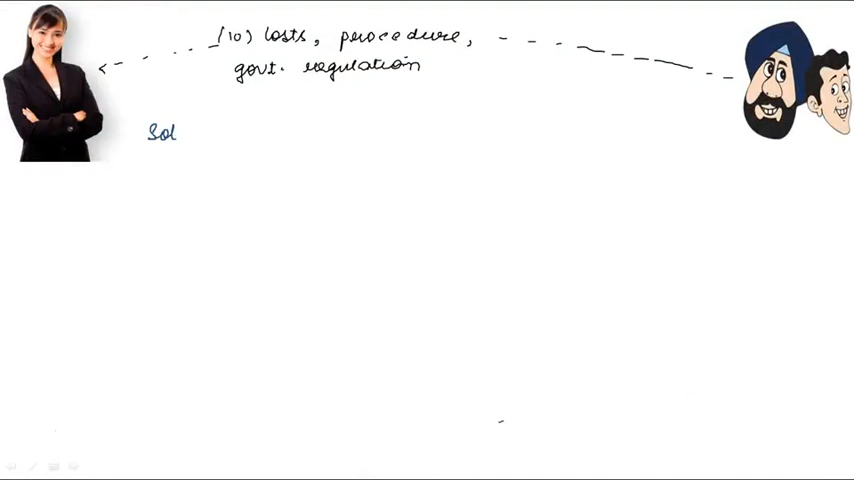 (10) Costs, procedure,
govt. regulation
Sol